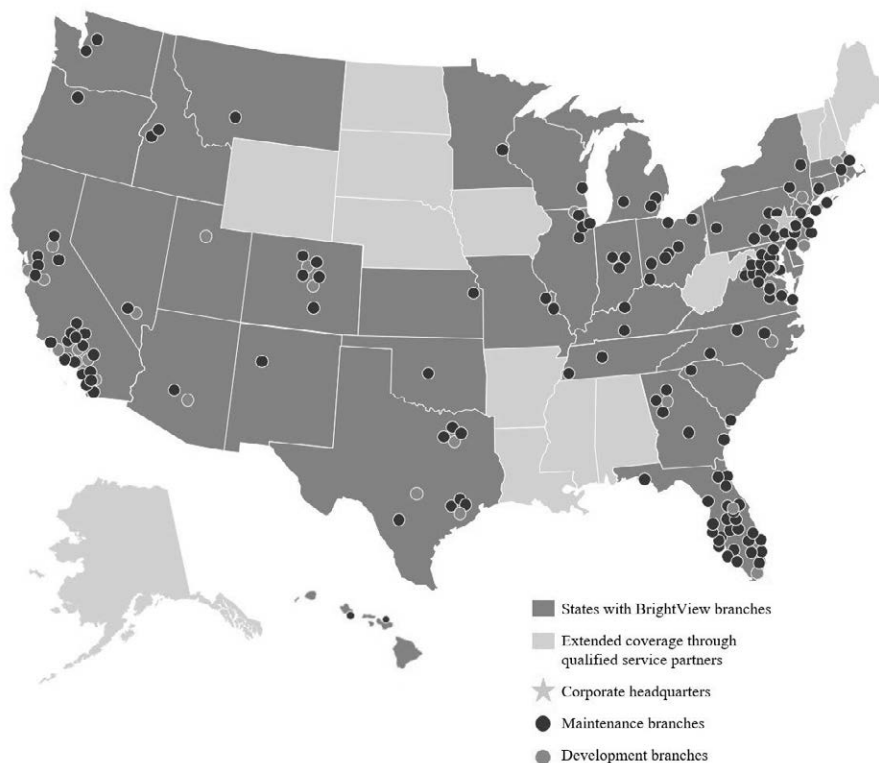 States with BrightView branches
Extended coverage through
qualified service partners
Corporate headquarters
Maintenance branches
Development branches